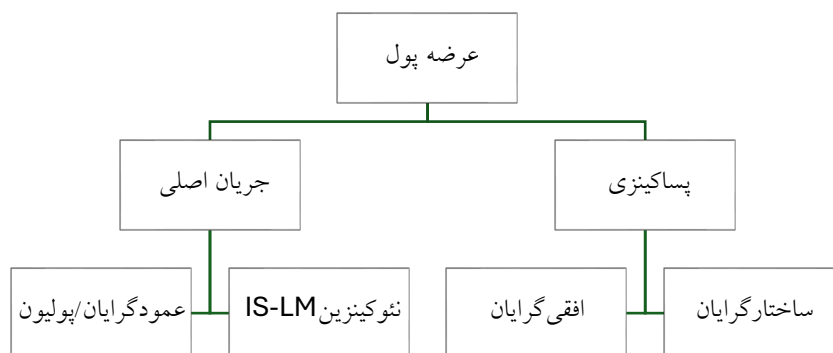 عرضه پول
پساکینزی
جریان اصلی
ساختارگرایان
افقی‌گرایان
نئوکینزین IS-LM
عمودگرایان/پولیون